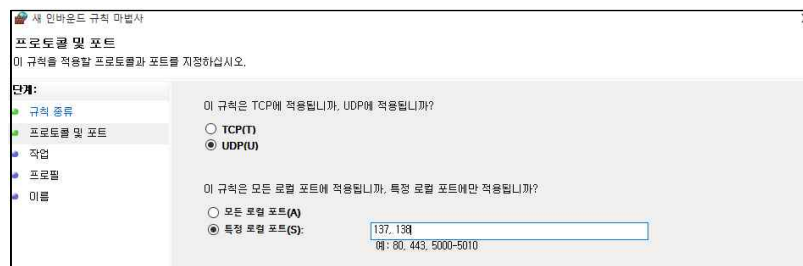 새 인바운드 규칙 마법사
프로토콜 및 포트
이 규칙을 적용할 프로토콜과 포트를 지정하십시오.
단계:
규칙 종류
프로토콜 및 포트
작업
프로필
이름
이 규칙은 TCP에 적용됩니까, UDP에 적용됩니까?
TCP(T)
UDP(U)
이 규칙은 모든 로컬 포트에 적용됩니까, 특정 로컬 포트에만 적용됩니까?
모든 로컬 포트(A)
특정 로컬 포트(S):
137, 138
예: 80, 443, 5000-5010